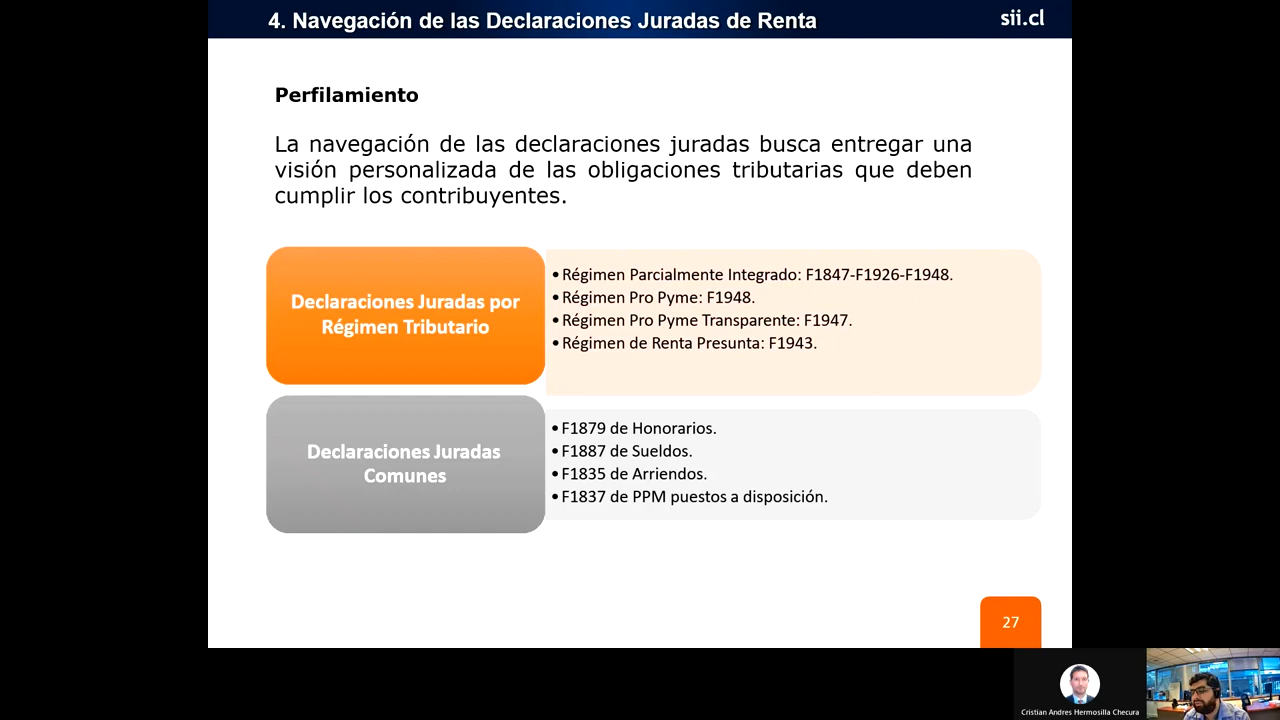 4. Navegación de las Declaraciones Juradas de Renta
sii.cl
Perfilamiento
La navegación de las declaraciones juradas busca entregar una
visión personalizada de las obligaciones tributarias que deben
cumplir los contribuyentes.
Declaraciones Juradas por
Régimen Tributario
• Régimen Parcialmente Integrado: F1847-F1926-F1948.
• Régimen Pro Pyme: F1948.
• Régimen Pro Pyme Transparente: F1947.
• Régimen de Renta Presunta: F1943.
Declaraciones Juradas
Comunes
• F1879 de Honorarios.
• F1887 de Sueldos.
• F1835 de Arriendos.
• F1837 de PPM puestos a disposición.
27
Cristian Andres Hermosilla Checura